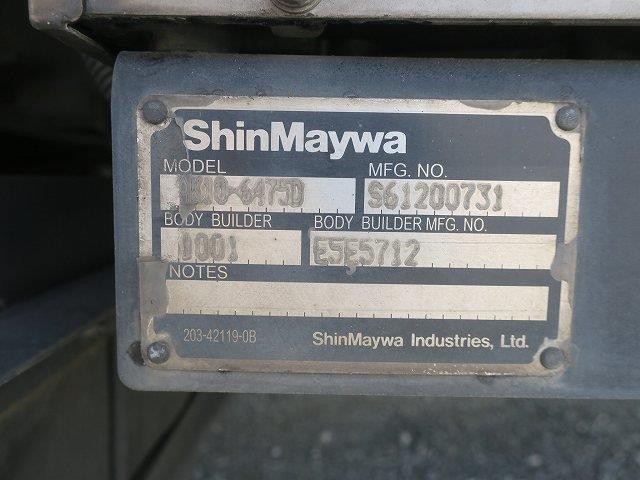 ShinMaywa
MODEL MFG. NO.
S61200731
BODY BUILDER BODY BUILDER MFG. NO.
0001 E5E5712
NOTES
203-42119-0B ShinMaywa Industries, Ltd.